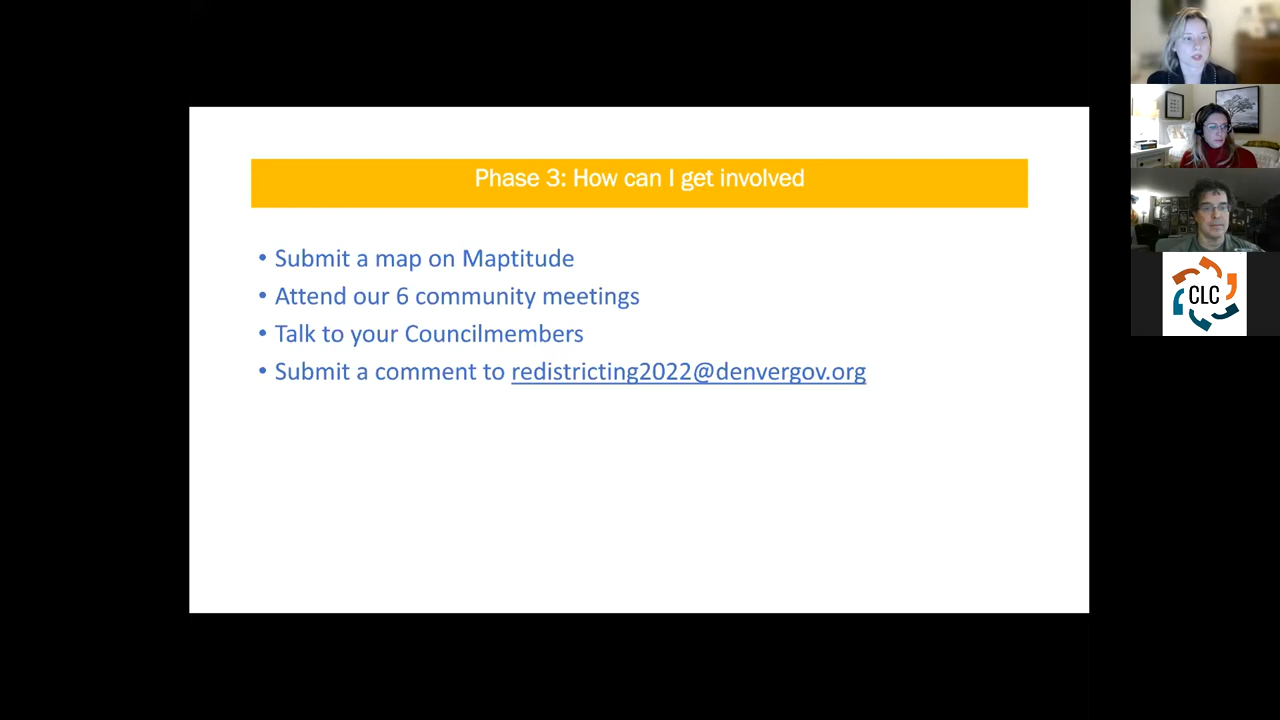 Phase 3: How can I get involved
• Submit a map on Maptitude
• Attend our 6 community meetings
• Talk to your Councilmembers
• Submit a comment to redistricting2022@denvergov.org
CLC